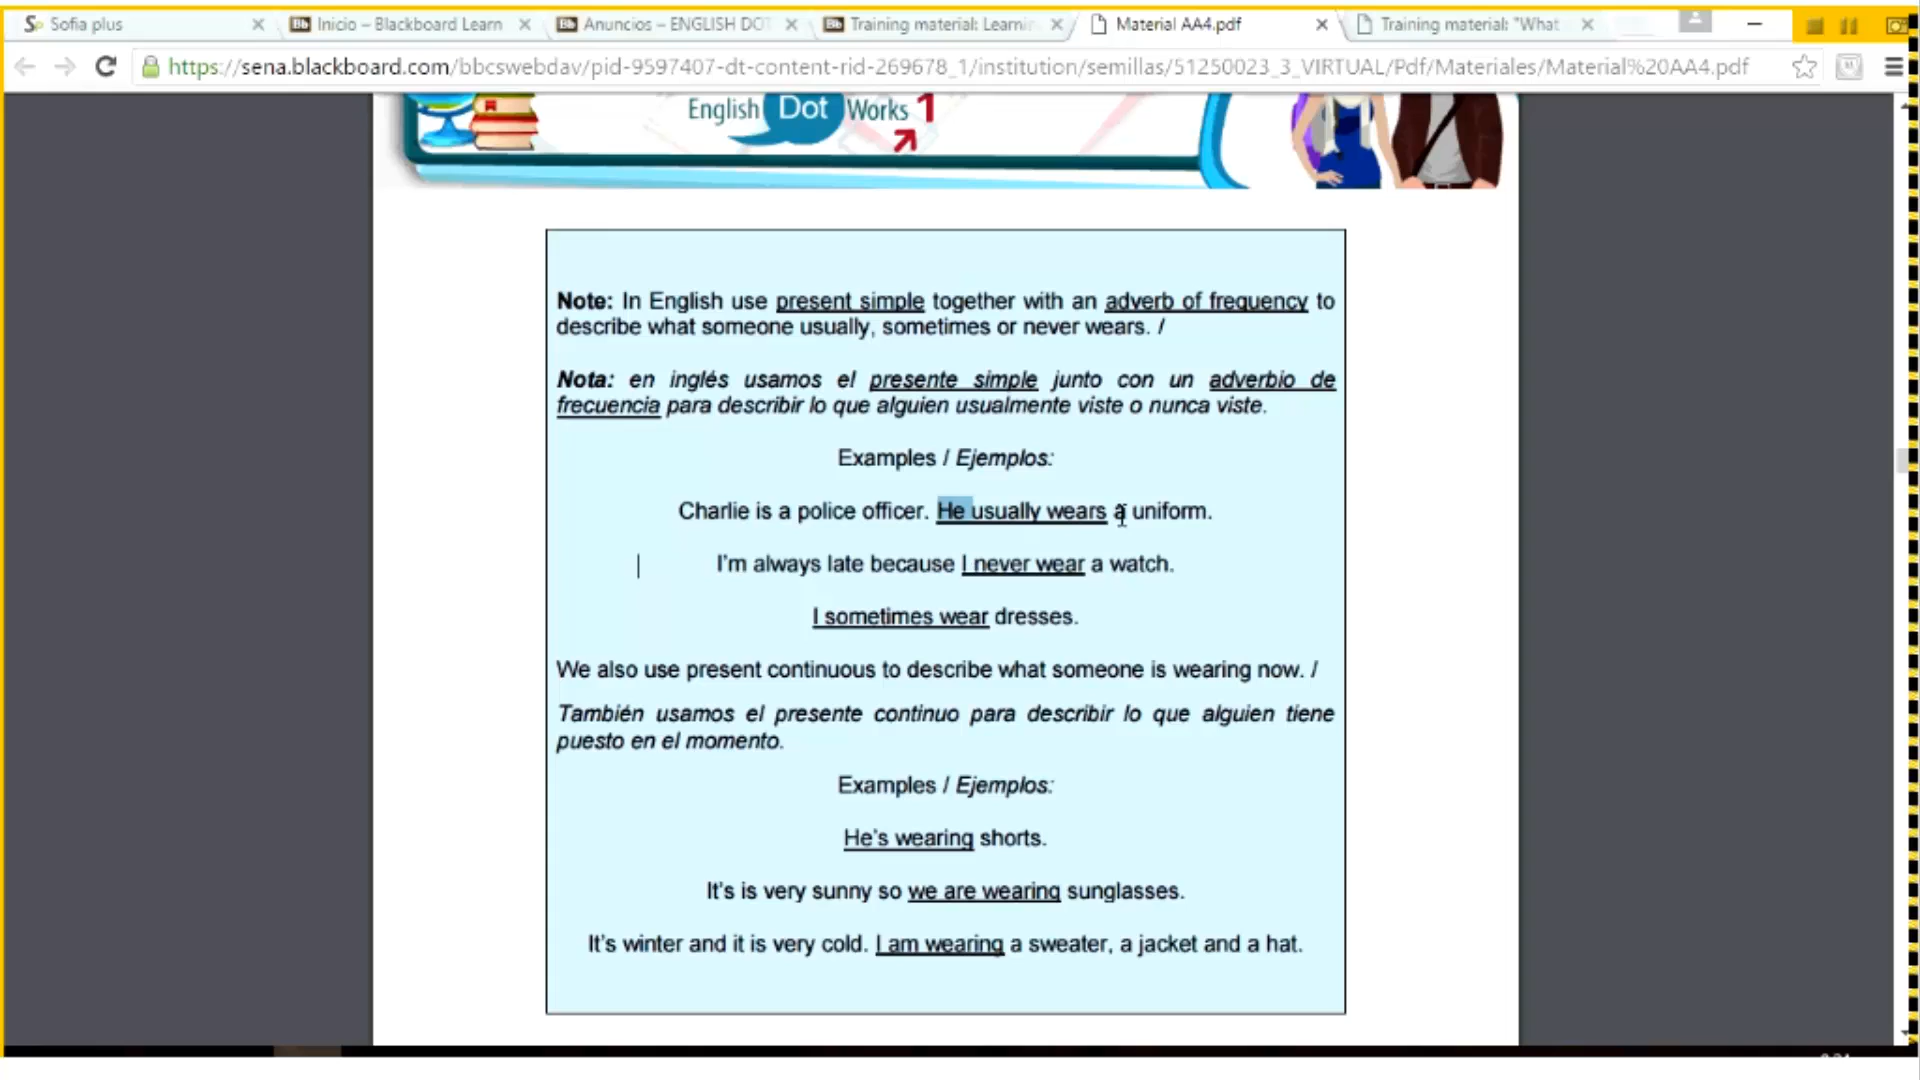 Sofia plus
Inicio – Blackboard Learn
Anuncios – ENGLISH DOT
Training material: Learnin
Material AA4.pdf
Training material: "What
https://sena.blackboard.com/bbcswebdav/pid-9597407-dt-content-rid-269678_1/institution/semillas/51250023_3_VIRTUAL/Pdf/Materiales/Material%20AA4.pdf
English Dot Works 1
Note: In English use present simple together with an adverb of frequency to
describe what someone usually, sometimes or never wears. /
Nota: en inglés usamos el presente simple junto con un adverbio de
frecuencia para describir lo que alguien usualmente viste o nunca viste.
Examples / Ejemplos:
Charlie is a police officer. He usually wears a uniform.
I'm always late because I never wear a watch.
I sometimes wear dresses.
We also use present continuous to describe what someone is wearing now. /
También usamos el presente continuo para describir lo que alguien tiene
puesto en el momento.
Examples / Ejemplos:
He's wearing shorts.
It's is very sunny so we are wearing sunglasses.
It's winter and it is very cold. I am wearing a sweater, a jacket and a hat.